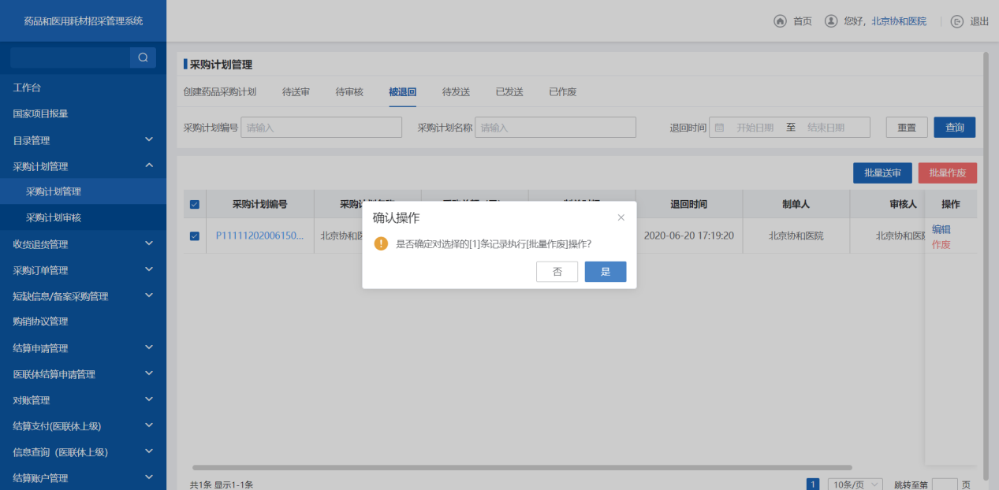 药品和医用耗材招采管理系统
首页
您好，北京协和医院
退出
工作台
国家项目报量
目录管理
采购计划管理
采购计划管理
采购计划审核
收货退货管理
采购订单管理
短缺信息/备案采购管理
购销协议管理
结算申请管理
医联体结算申请管理
对账管理
结算支付(医联体上级)
信息查询（医联体上级）
结算账户管理
采购计划管理
创建药品采购计划 待送审 待审核 被退回 待发送 已发送 已作废
采购计划编号 请输入 采购计划名称 请输入 退回时间 开始日期 至 结束日期 重置 查询
批量送审 批量作废
采购计划编号 退回时间 制单人 审核人 操作
P11111202006150... 北京协和医 2020-06-20 17:19:20 北京协和医院 北京协和医院 编辑
作废
确认操作
是否确定对选择的[1]条记录执行[批量作废]操作?
否 是
共1条 显示1-1条 1 10条/页 跳转至第 页